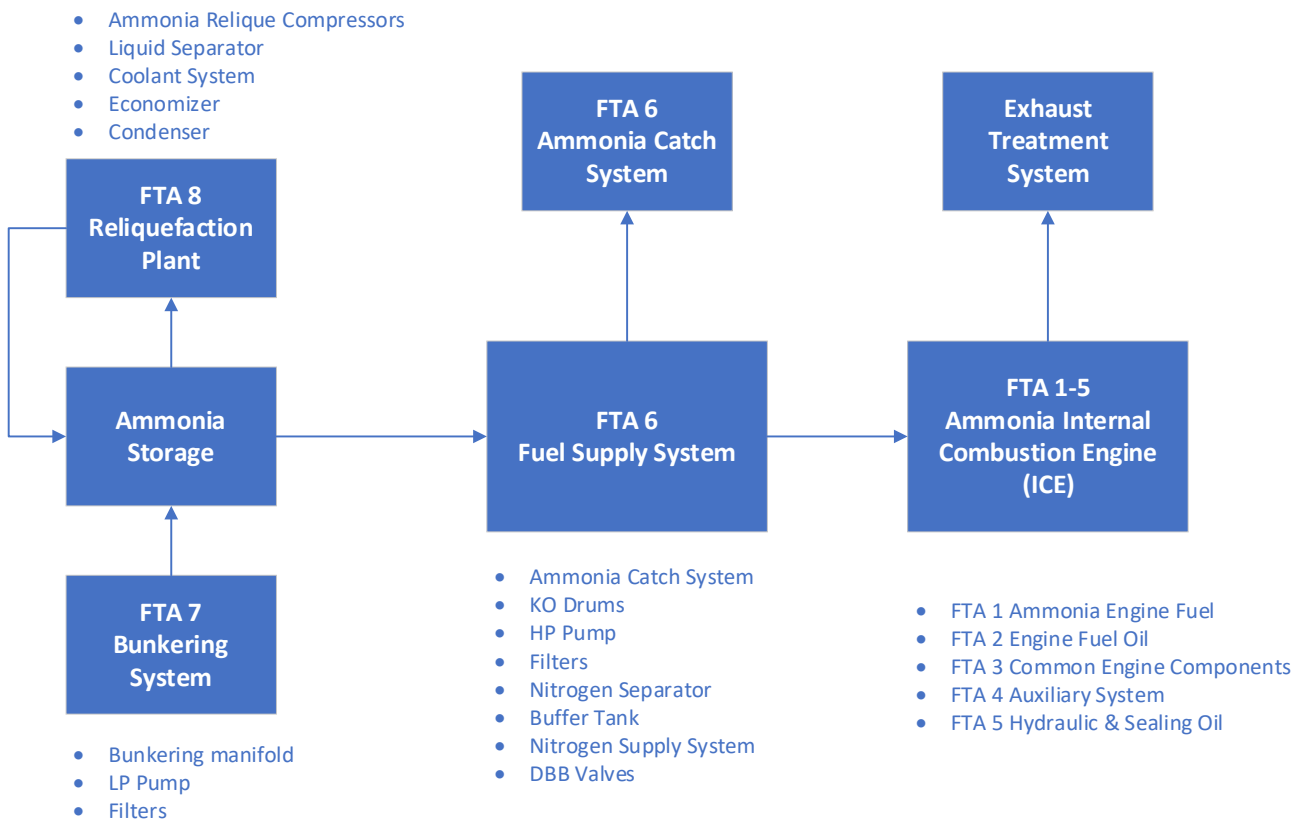 • Ammonia Relique Compressors
• Liquid Separator
• Coolant System
• Economizer
• Condenser
FTA 8
Reliquefaction
Plant
Ammonia
Storage
FTA 7
Bunkering
System
• Bunkering manifold
• LP Pump
• Filters
FTA 6
Ammonia Catch
System
FTA 6
Fuel Supply System
• Ammonia Catch System
• KO Drums
• HP Pump
• Filters
• Nitrogen Separator
• Buffer Tank
• Nitrogen Supply System
• DBB Valves
Exhaust
Treatment
System
FTA 1-5
Ammonia Internal
Combustion Engine
(ICE)
• FTA 1 Ammonia Engine Fuel
• FTA 2 Engine Fuel Oil
• FTA 3 Common Engine Components
• FTA 4 Auxiliary System
• FTA 5 Hydraulic & Sealing Oil